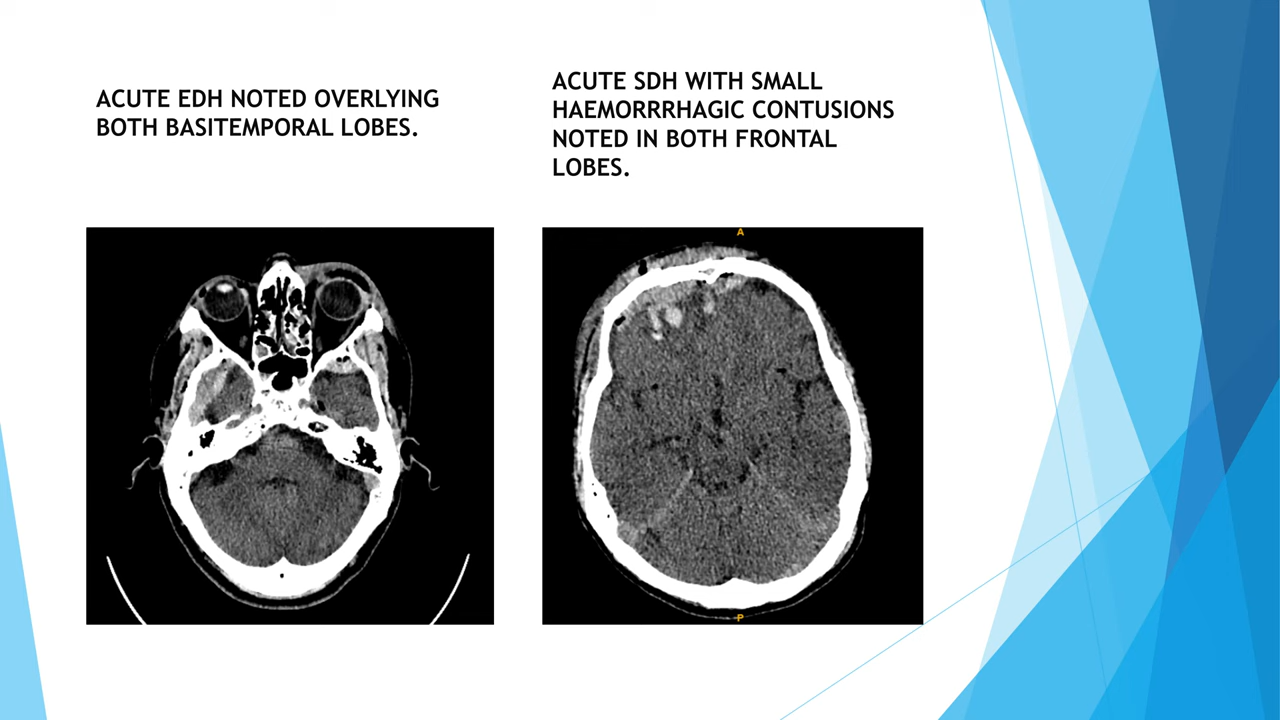 ACUTE EDH NOTED OVERLYING
BOTH BASITEMPORAL LOBES.
ACUTE SDH WITH SMALL
HAEMORRRHAGIC CONTUSIONS
NOTED IN BOTH FRONTAL
LOBES.
A
P